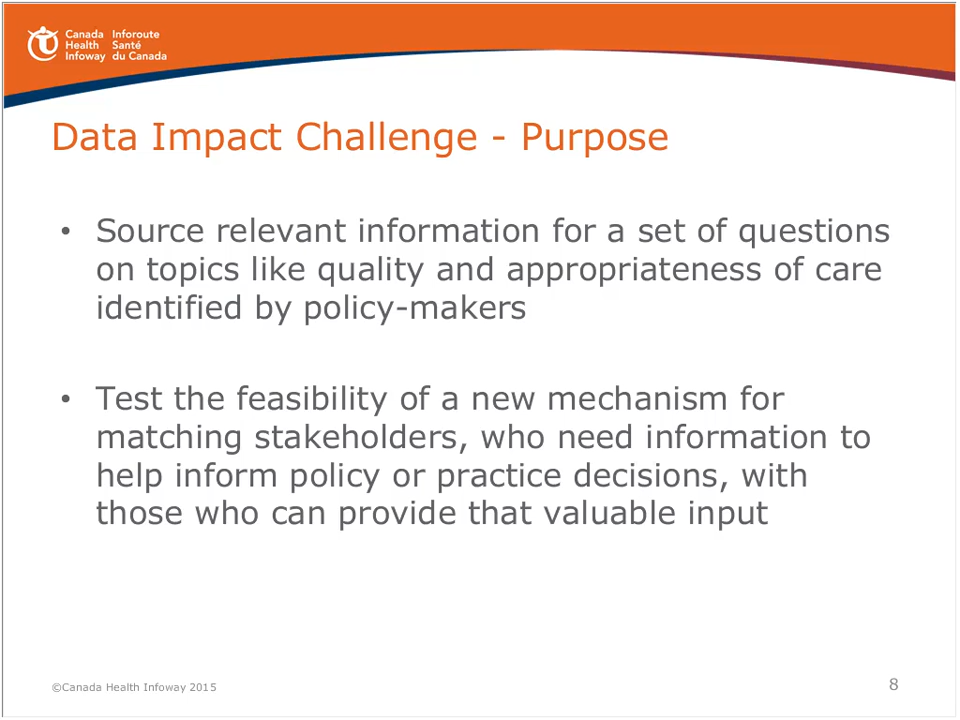 Canada Health Infoway
Inforoute Santé du Canada
Data Impact Challenge - Purpose
• Source relevant information for a set of questions
on topics like quality and appropriateness of care
identified by policy-makers
• Test the feasibility of a new mechanism for
matching stakeholders, who need information to
help inform policy or practice decisions, with
those who can provide that valuable input
©Canada Health Infoway 2015
8